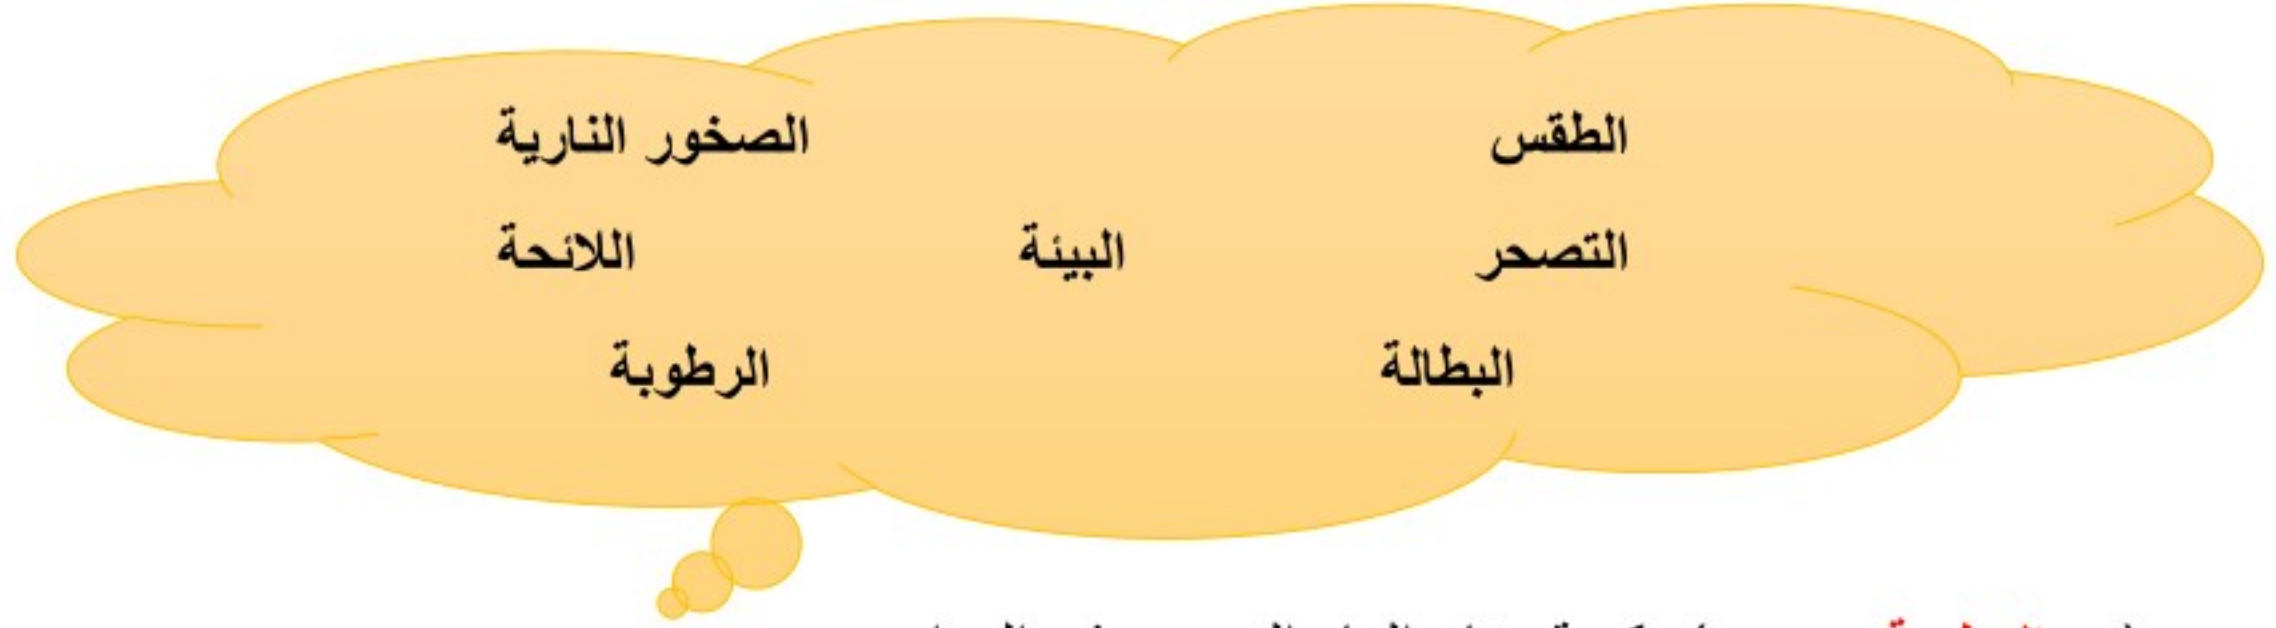 الطقس الصخور النارية
التصحر البيئة اللائحة
البطالة الرطوبة